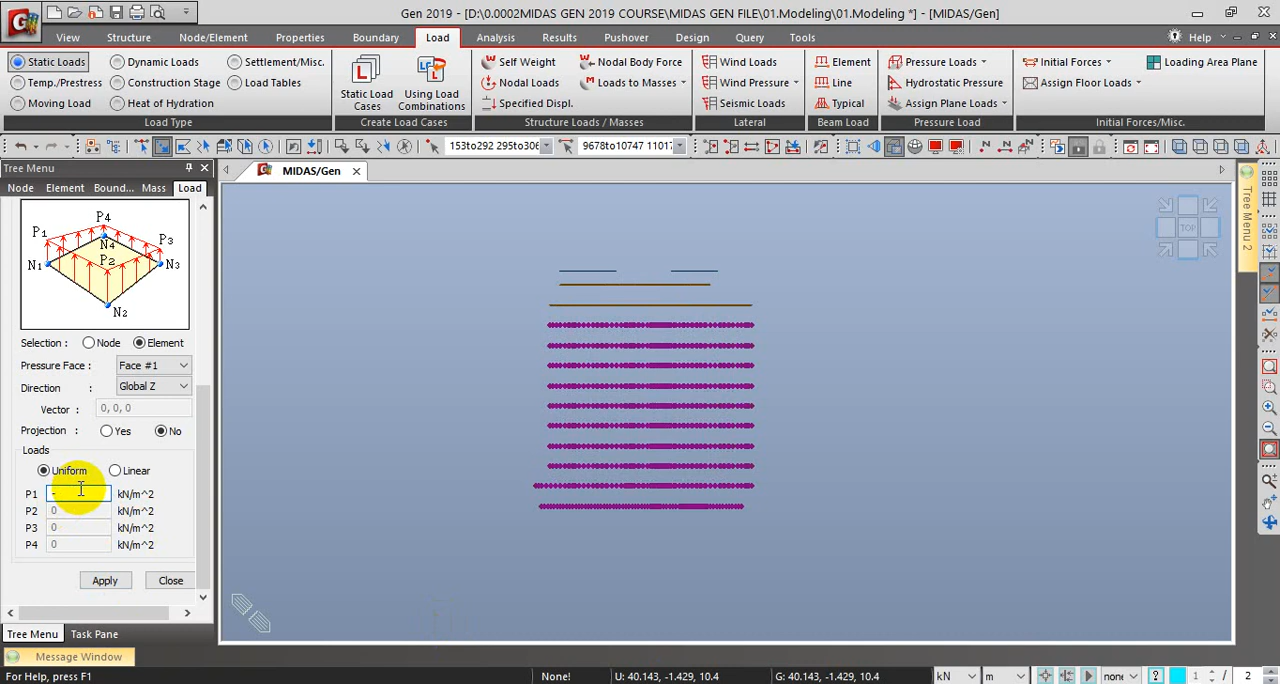 Gen 2019 - [D:\0.0002MIDAS GEN 2019 COURSE\MIDAS GEN\FILE\01.Modeling\01.Modeling *] - [MIDAS/Gen]
View Structure Node/Element Properties Boundary Load Analysis Results Pushover Design Query Tools Help
Static Loads Dynamic Loads Settlement/Misc.
Temp./Prestress Construction Stage Load Tables
Moving Load Heat of Hydration
Load Type
Static Load Cases
Using Load Combinations
Create Load Cases
Self Weight Nodal Body Force
Nodal Loads Loads to Masses
Specified Displ.
Structure Loads / Masses
Wind Loads
Wind Pressure
Seismic Loads
Lateral
Element
Line
Typical
Beam Load
Pressure Loads
Hydrostatic Pressure
Assign Plane Loads
Pressure Load
Initial Forces Loading Area Plane
Assign Floor Loads
Initial Forces/Misc.
153to292 295to306 9678to10747 11017
Tree Menu
MIDAS/Gen
Node Element Bound... Mass Load
P4
P1
N4
P3
P2
N1
N3
N2
Selection : Node Element
Pressure Face : Face #1
Direction : Global Z
Vector : 0, 0, 0
Projection : Yes No
Loads
Uniform Linear
P1 - kN/m^2
P2 0 kN/m^2
P3 0 kN/m^2
P4 0 kN/m^2
Apply Close
Tree Menu Task Pane
Message Window
TOP
Tree Menu 2
For Help, press F1
None!
U: 40.143, -1.429, 10.4
G: 40.143, -1.429, 10.4
kN
m
none
?
1
/ 2